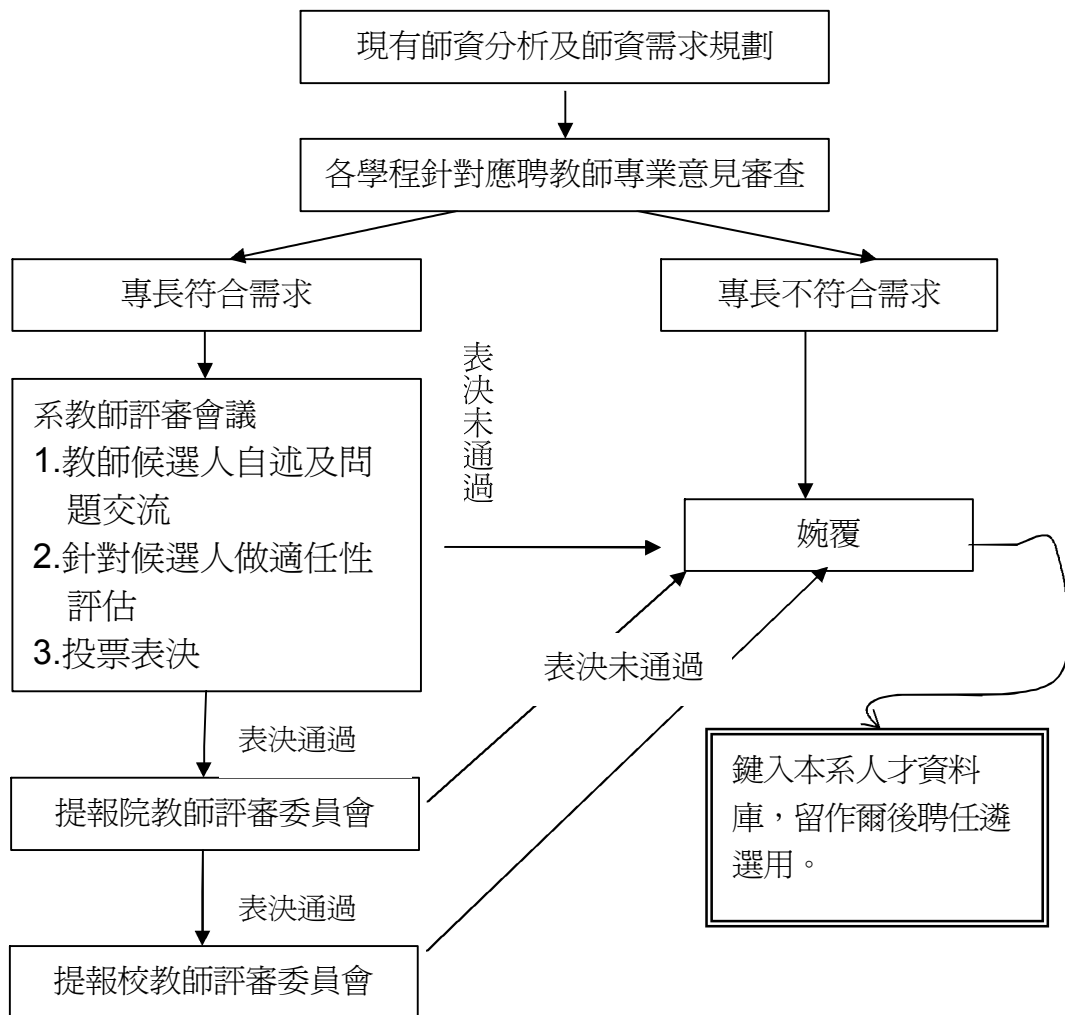 現有師資分析及師資需求規劃
各學程針對應聘教師專業意見審查
專長符合需求
專長不符合需求
表決未通過
系教師評審會議
1.教師候選人自述及問
題交流
2.針對候選人做適任性
評估
3.投票表決
婉覆
表決未通過
表決通過
提報院教師評審委員會
鍵入本系人才資料
庫，留作爾後聘任遴
選用。
表決通過
提報校教師評審委員會